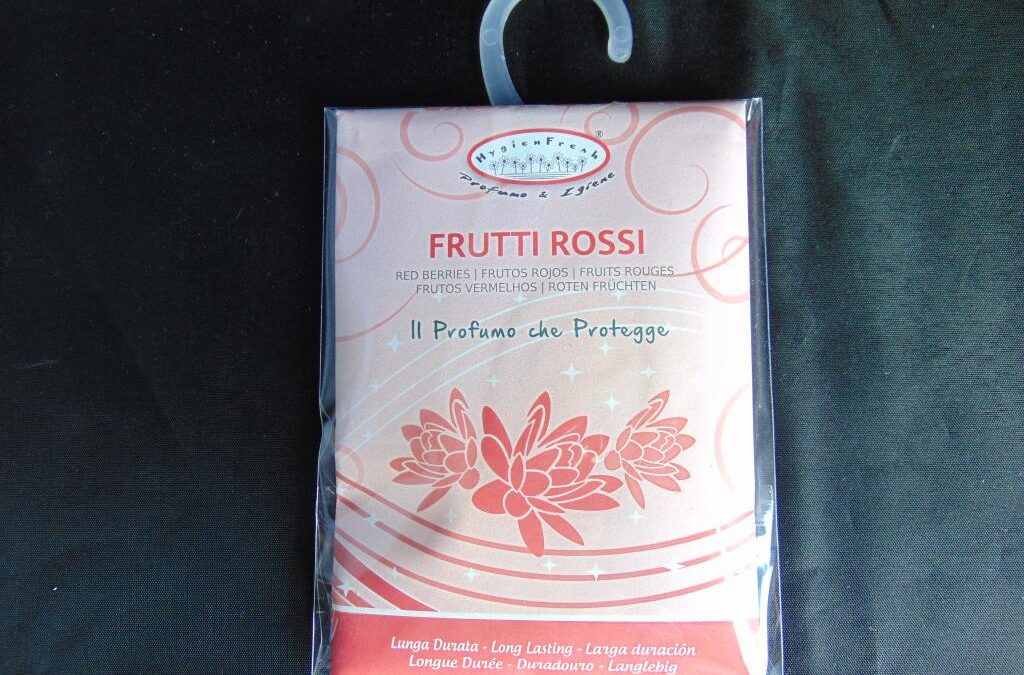 HygienFresh ®
Profumo & Igiene
FRUTTI ROSSI
RED BERRIES | FRUTOS ROJOS | FRUITS ROUGES
FRUTOS VERMELHOS | ROTEN FRÜCHTEN
Il Profumo che Protegge
Lunga Durata - Long Lasting - Larga duración
Longue Durée - Duradouro - Langlebig